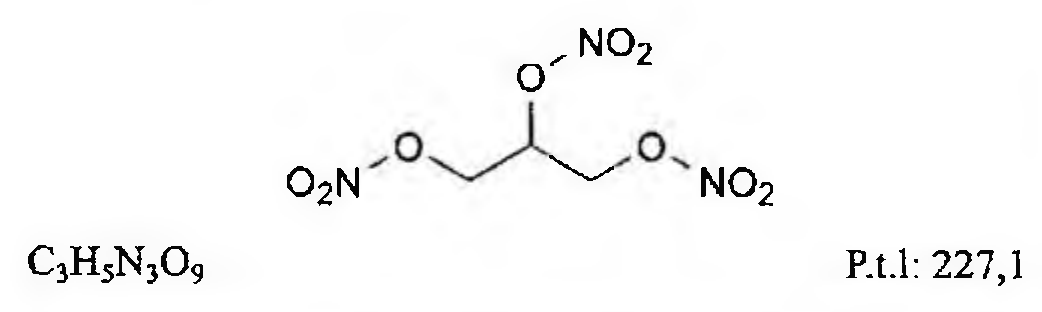 NO₂
O
O
O
O₂N
NO₂
C₃H₅N₃O₉
P.t.l: 227,1